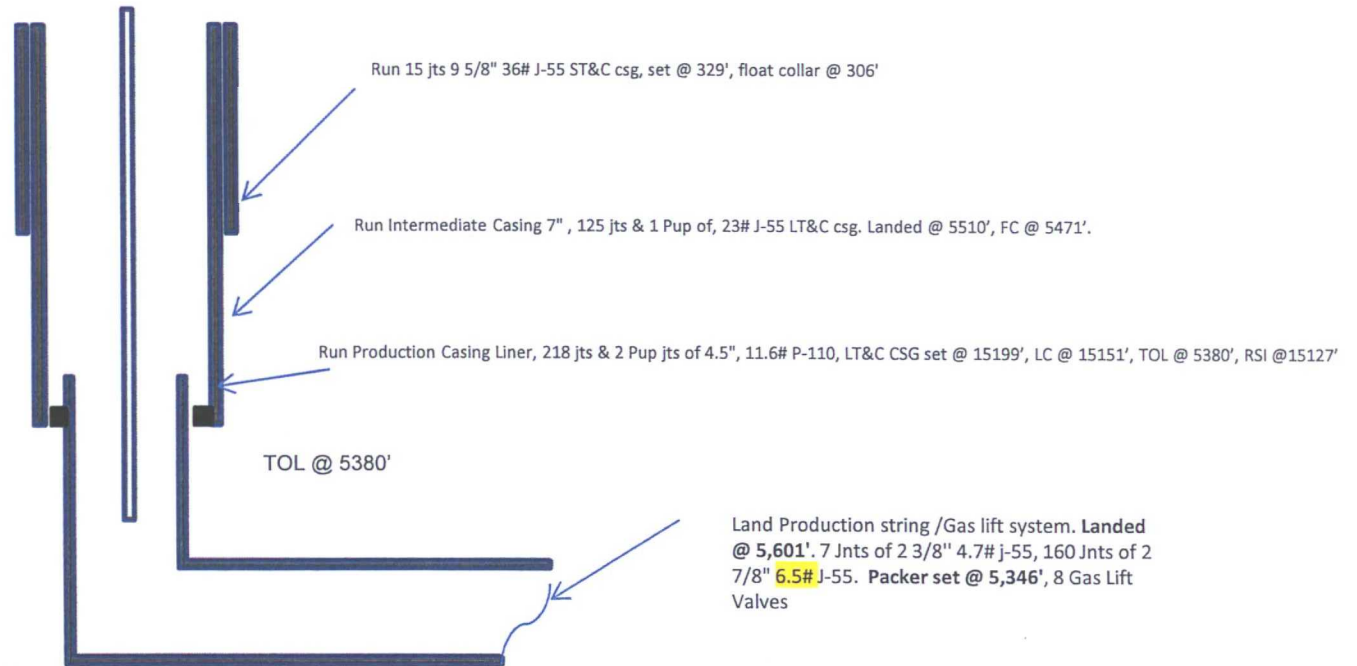 Run 15 jts 9 5/8" 36# J-55 ST&C csg, set @ 329', float collar @ 306'
Run Intermediate Casing 7" , 125 jts & 1 Pup of, 23# J-55 LT&C csg. Landed @ 5510’, FC @ 5471’.
Run Production Casing Liner, 218 jts & 2 Pup jts of 4.5", 11.6# P-110, LT&C CSG set @ 15199’, LC @ 15151’, TOL @ 5380’, RSI @15127’
TOL @ 5380'
Land Production string /Gas lift system. Landed
@ 5,601'. 7 Jnts of 2 3/8'' 4.7# j-55, 160 Jnts of 2
7/8" 6.5# J-55. Packer set @ 5,346', 8 Gas Lift
Valves